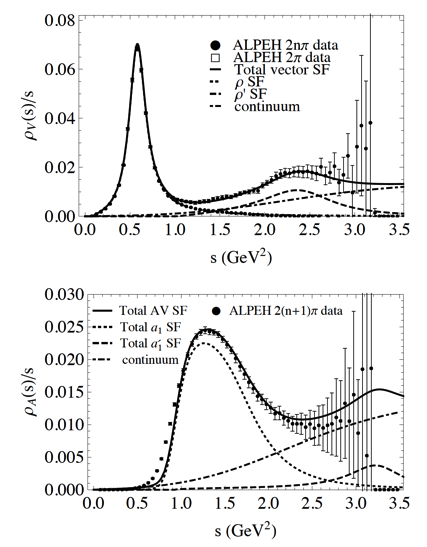 0.08
0.06
0.04
0.02
0.00
ρV(s)/s
ALPEH 2nπ data
ALPEH 2π data
Total vector SF
ρ SF
ρ' SF
continuum
0.0 0.5 1.0 1.5 2.0 2.5 3.0 3.5
s (GeV²)
0.030
0.025
0.020
0.015
0.010
0.005
0.000
ρA(s)/s
Total AV SF
ALPEH 2(n+1)π data
Total a₁ SF
Total a₁' SF
continuum
0.0 0.5 1.0 1.5 2.0 2.5 3.0 3.5
s (GeV²)